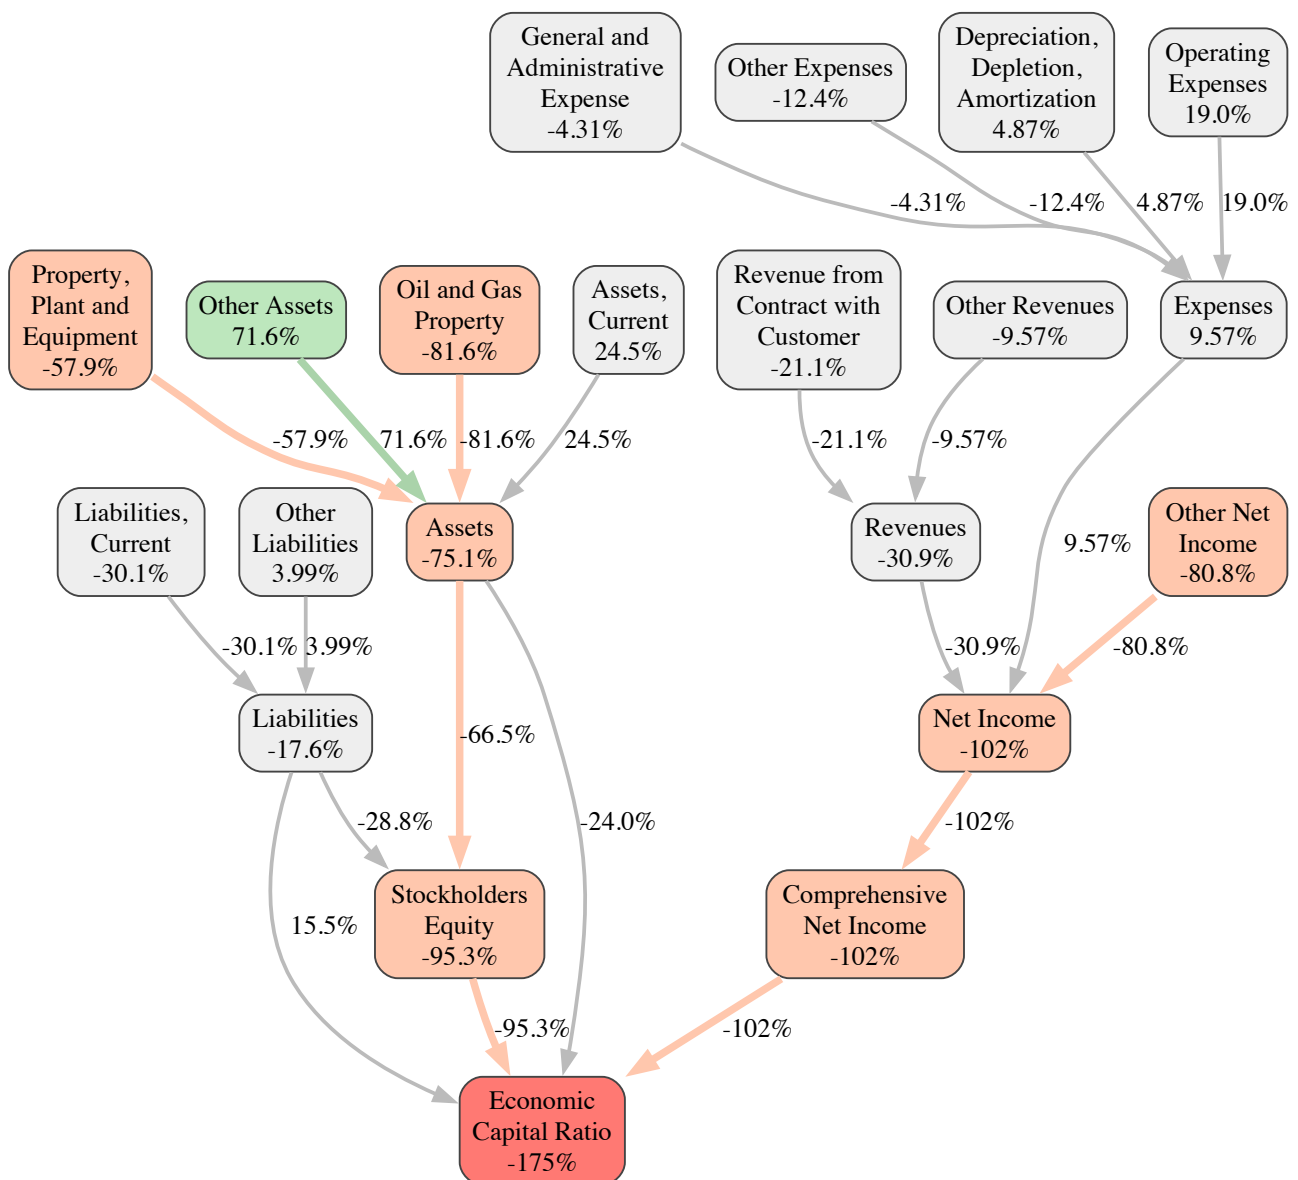 General and
Administrative
Expense
-4.31%
Other Expenses
-12.4%
Depreciation,
Depletion,
Amortization
4.87%
Operating
Expenses
19.0%
-4.31%
-12.4%
4.87%
19.0%
Property,
Plant and
Equipment
-57.9%
Other Assets
71.6%
Oil and Gas
Property
-81.6%
Assets,
Current
24.5%
Revenue from
Contract with
Customer
-21.1%
Other Revenues
-9.57%
Expenses
9.57%
-57.9%
71.6%
-81.6%
24.5%
-21.1%
-9.57%
Liabilities,
Current
-30.1%
Other
Liabilities
3.99%
Assets
-75.1%
Revenues
-30.9%
9.57%
Other Net
Income
-80.8%
-30.1%
3.99%
-30.9%
-80.8%
Liabilities
-17.6%
-66.5%
Net Income
-102%
-28.8%
-24.0%
-102%
15.5%
Stockholders
Equity
-95.3%
Comprehensive
Net Income
-102%
-95.3%
-102%
Economic
Capital Ratio
-175%